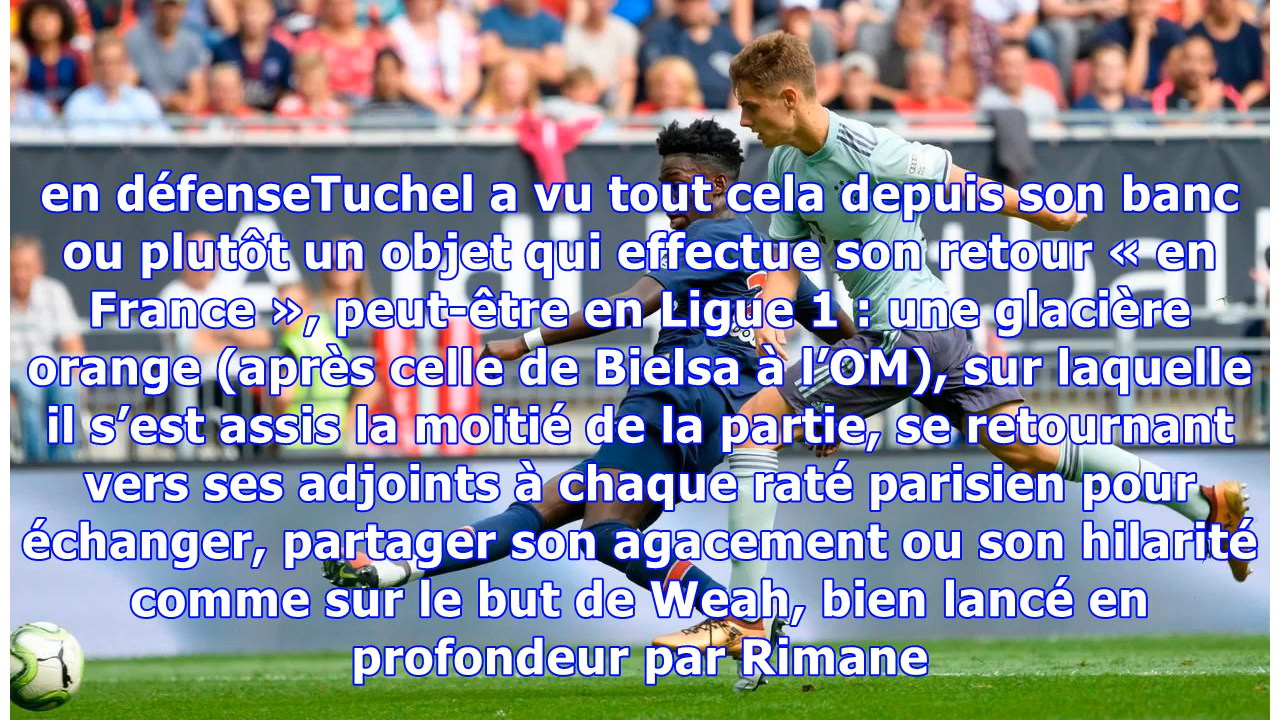 en défenseTuchel a vu tout cela depuis son banc
ou plutôt un objet qui effectue son retour « en
France », peut-être en Ligue 1 : une glacière
orange (après celle de Bielsa à l’OM), sur laquelle
il s’est assis la moitié de la partie, se retournant
vers ses adjoints à chaque raté parisien pour
échanger, partager son agacement ou son hilarité
comme sur le but de Weah, bien lancé en
profondeur par Rimane